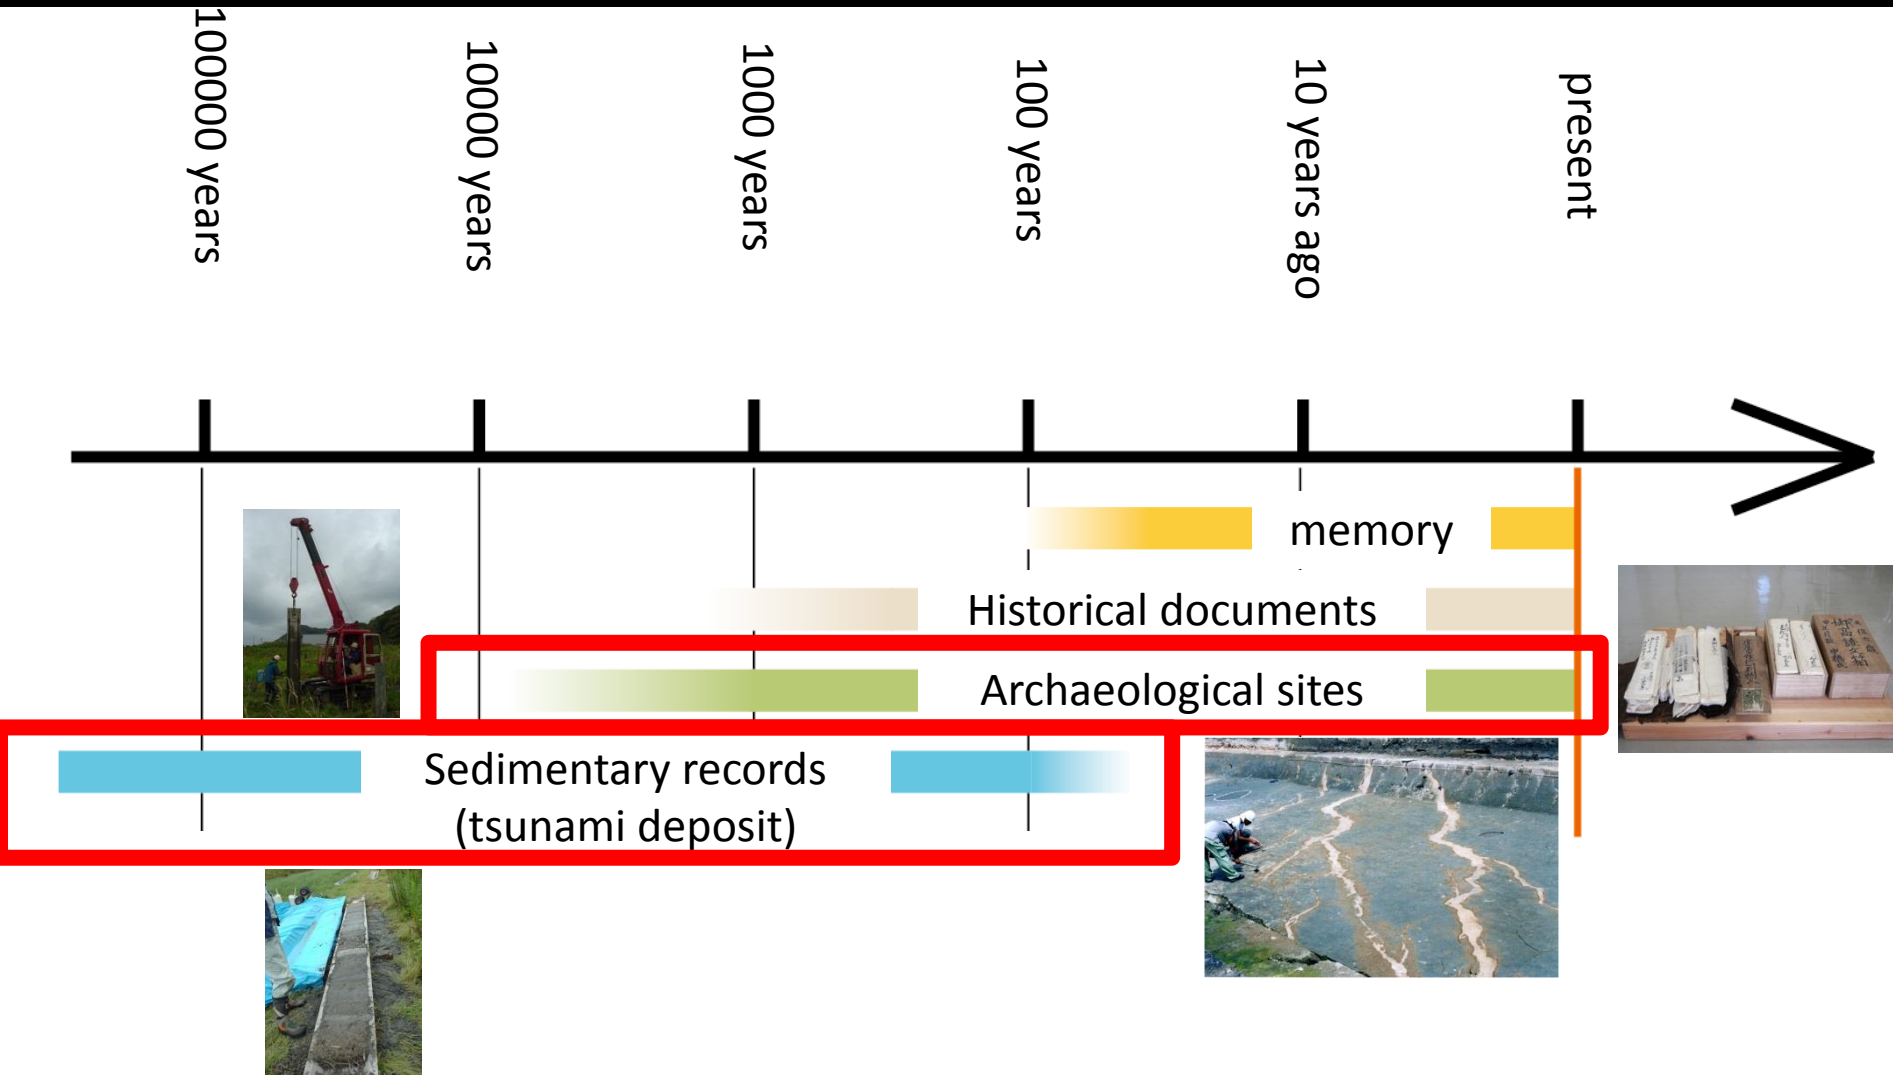 100000 years
10000 years
1000 years
100 years
10 years ago
present
memory
Historical documents
Archaeological sites
Sedimentary records
(tsunami deposit)